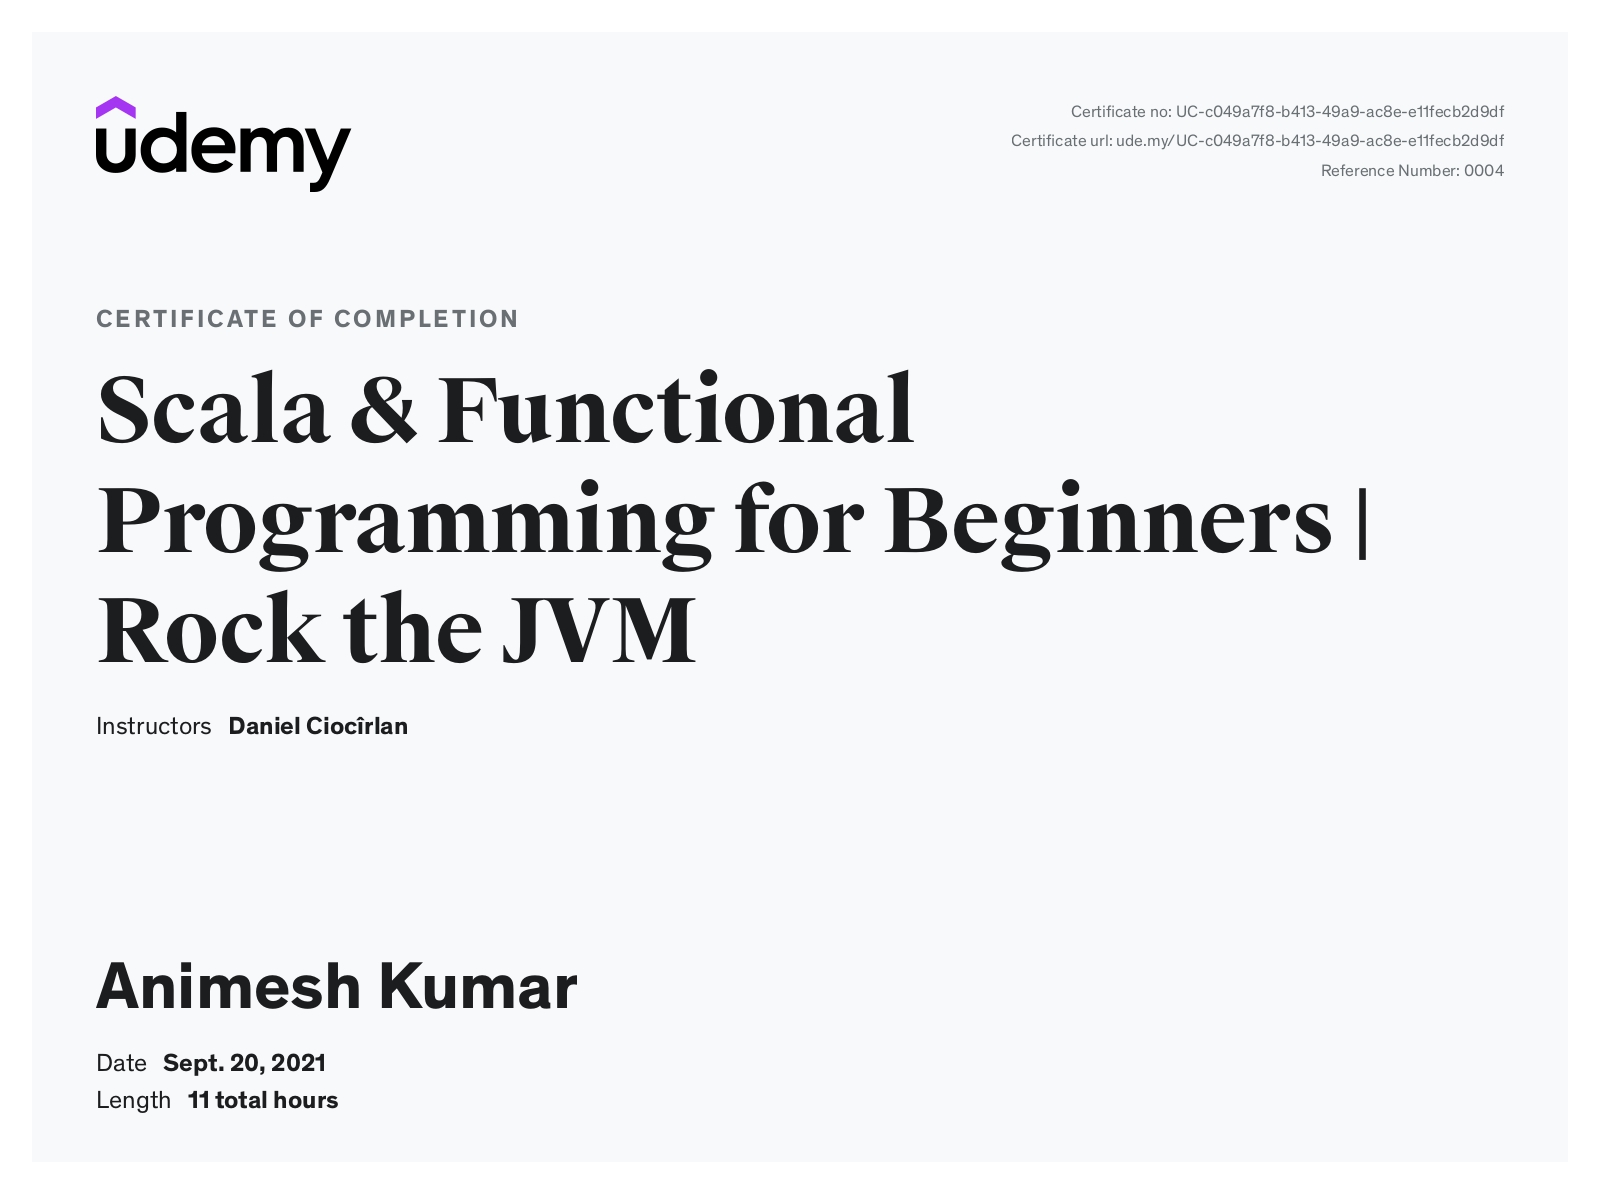 udemy
Certificate no: UC-c049a7f8-b413-49a9-ac8e-e11fecb2d9df
Certificate url: ude.my/UC-c049a7f8-b413-49a9-ac8e-e11fecb2d9df
Reference Number: 0004
CERTIFICATE OF COMPLETION
Scala & Functional
Programming for Beginners |
Rock the JVM
Instructors Daniel Ciocîrlan
Animesh Kumar
Date Sept. 20, 2021
Length 11 total hours